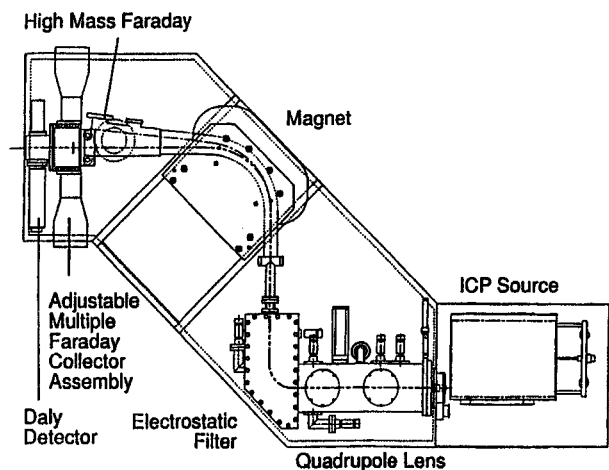 High Mass Faraday
Magnet
ICP Source
Adjustable
Multiple
Faraday
Collector
Assembly
Daly
Detector
Electrostatic
Filter
Quadrupole Lens